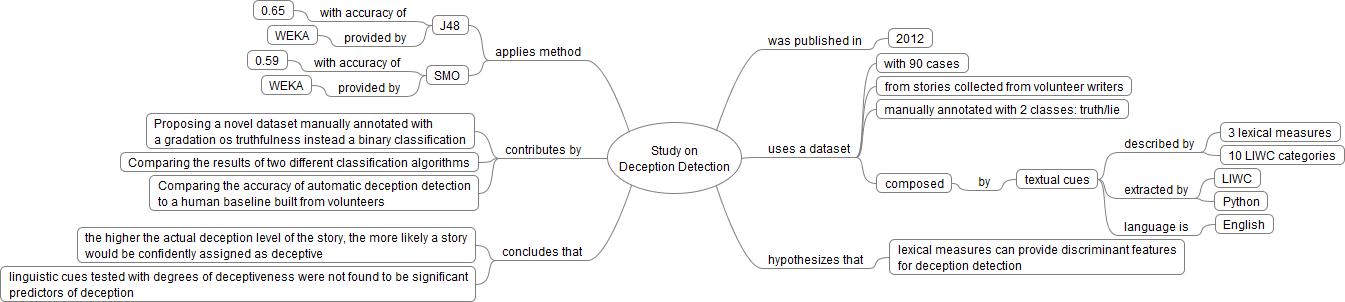 0.65
with accuracy of
WEKA
provided by
J48
0.59
with accuracy of
WEKA
provided by
SMO
applies method
Proposing a novel dataset manually annotated with
a gradation os truthfulness instead a binary classification
Comparing the results of two different classification algorithms
Comparing the accuracy of automatic deception detection
to a human baseline built from volunteers
contributes by
the higher the actual deception level of the story, the more likely a story
would be confidently assigned as deceptive
linguistic cues tested with degrees of deceptiveness were not found to be significant
predictors of deception
concludes that
Study on
Deception Detection
was published in
2012
uses a dataset
with 90 cases
from stories collected from volunteer writers
manually annotated with 2 classes: truth/lie
composed
by
textual cues
described by
3 lexical measures
10 LIWC categories
extracted by
LIWC
Python
language is
English
hypothesizes that
lexical measures can provide discriminant features
for deception detection